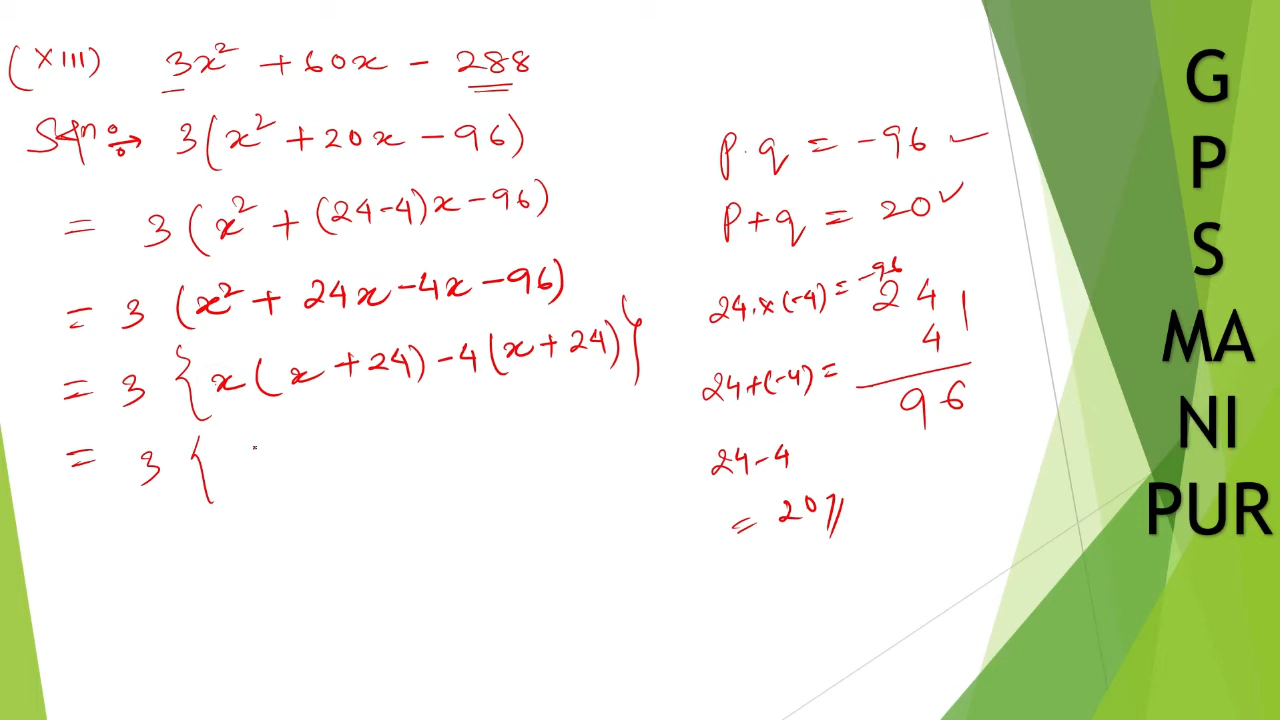 (XIII) 3x² + 60x - 288
Sqn ÷→ 3(x² + 20x - 96)
= 3(x² + (24-4)x - 96)
= 3 (x² + 24x - 4x - 96)
= 3 { x(x + 24) - 4(x + 24) }
= 3 {
P.q = -96 ✓
P+q = 20 ✓
24.x(-4) = -96
24+(-4) =
24-4
= 20//
24
4
96
G
P
S
MA
NI
PUR